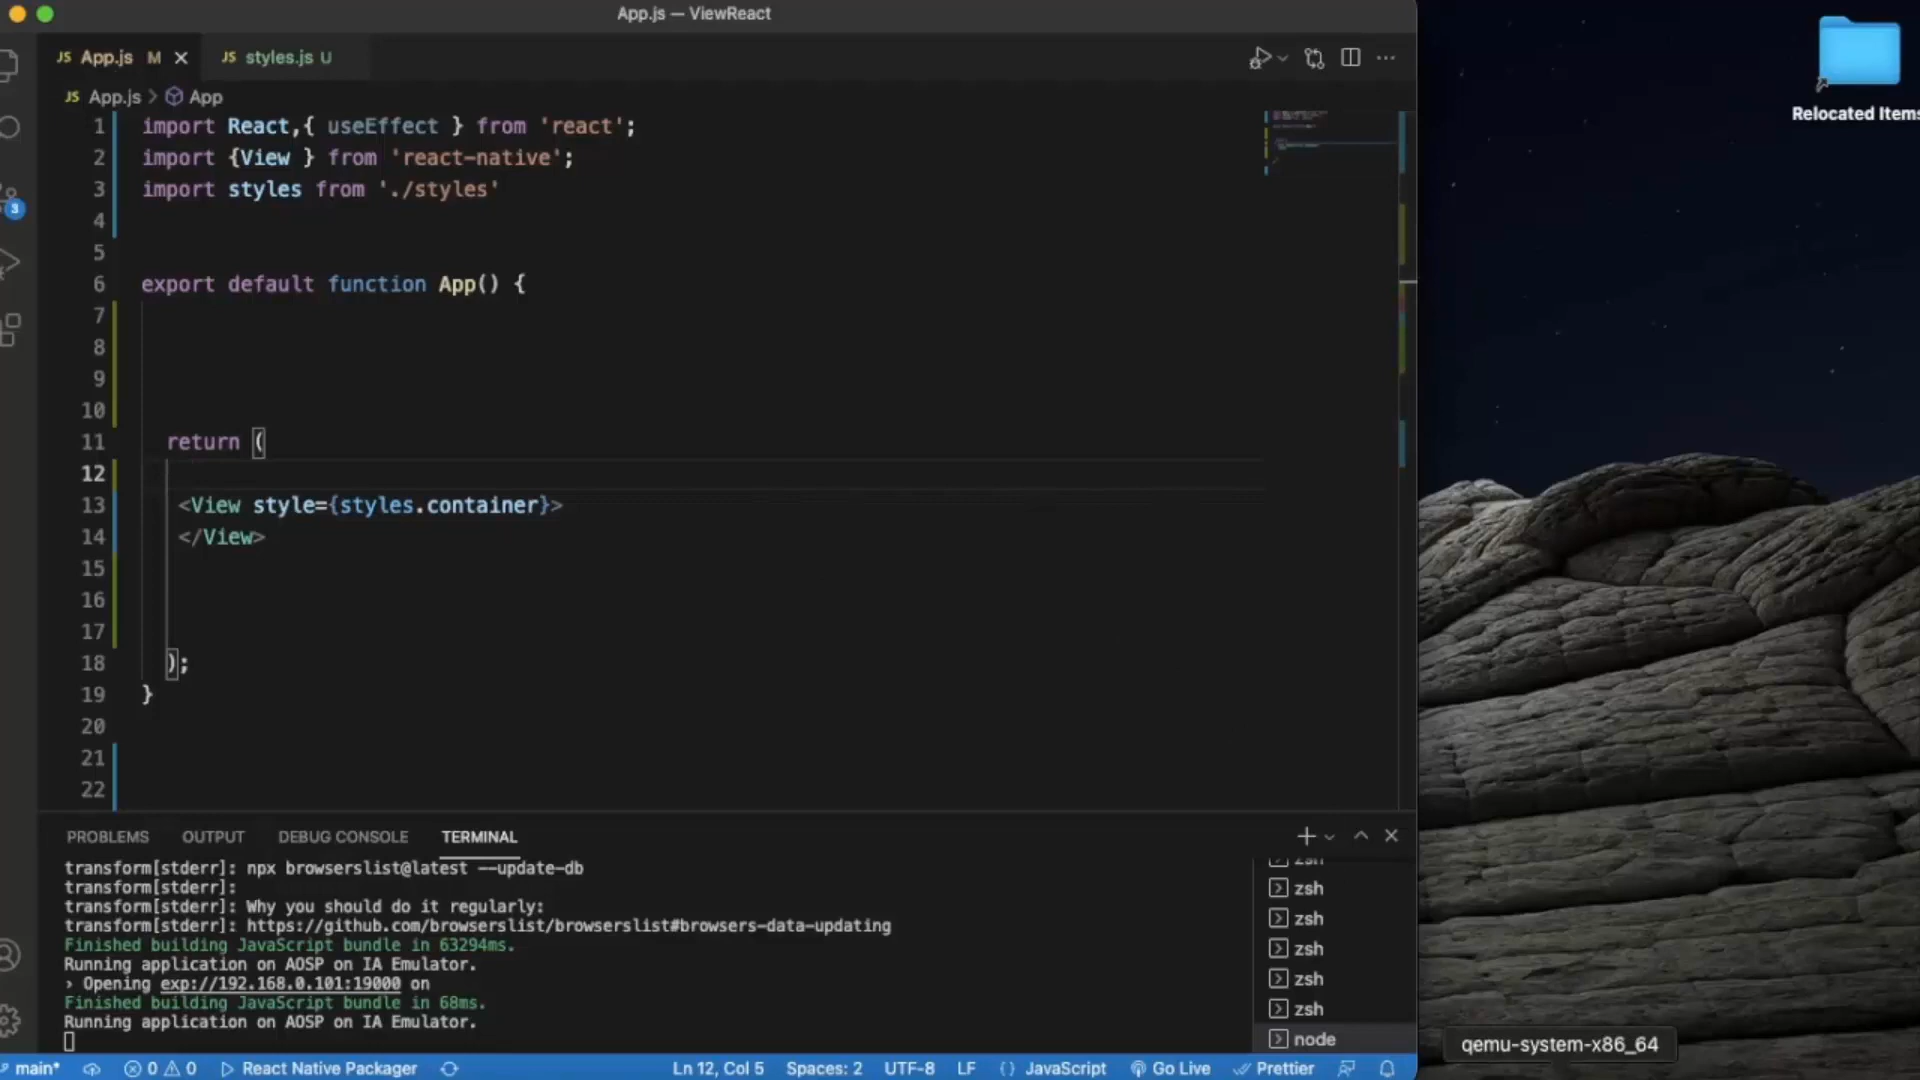 App.js — ViewReact
JS App.js M
JS styles.js U
Relocated Items
JS App.js > App
1 import React,{ useEffect } from 'react';
2 import {View } from 'react-native';
3 import styles from './styles'
4
5
6 export default function App() {
7
8
9
10
11 return (
12
13 <View style={styles.container}>
14 </View>
15
16
17
18 );
19 }
20
21
22
3
PROBLEMS OUTPUT DEBUG CONSOLE TERMINAL
transform[stderr]: npx browserslist@latest --update-db
transform[stderr]:
transform[stderr]: Why you should do it regularly:
transform[stderr]: https://github.com/browserslist/browserslist#browsers-data-updating
Finished building JavaScript bundle in 63294ms.
Running application on AOSP on IA Emulator.
› Opening exp://192.168.0.101:19000 on
Finished building JavaScript bundle in 68ms.
Running application on AOSP on IA Emulator.
zsh
zsh
zsh
zsh
zsh
zsh
node
qemu-system-x86_64
main* 0 0 React Native Packager Ln 12, Col 5 Spaces: 2 UTF-8 LF {} JavaScript Go Live Prettier